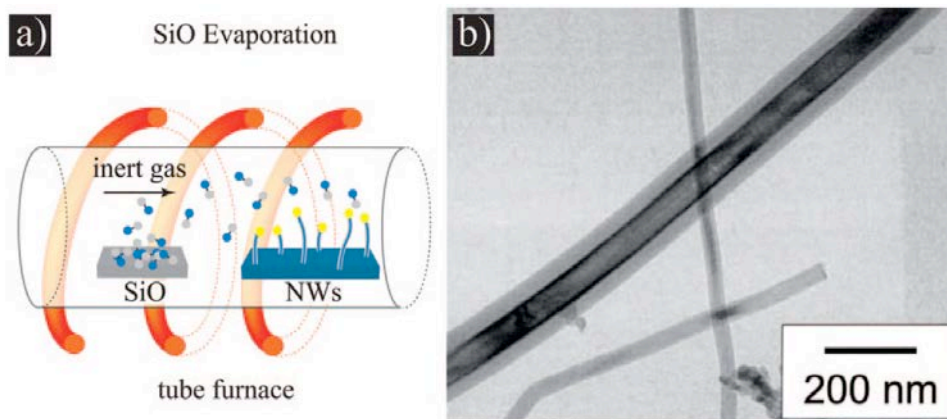 a)
SiO Evaporation
inert gas
SiO
NWs
tube furnace
b)
200 nm